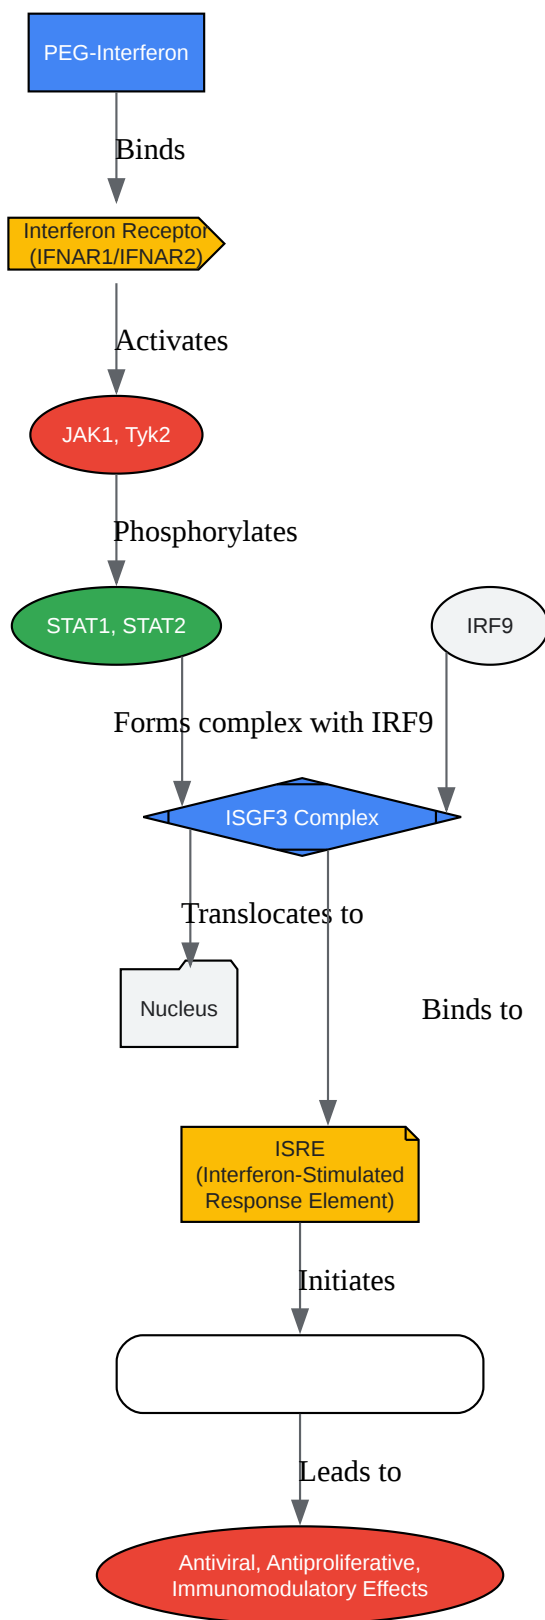 PEG-Interferon
Binds
Interferon Receptor
(IFNAR1/IFNAR2)
Activates
JAK1, Tyk2
Phosphorylates
STAT1, STAT2
IRF9
Forms complex with IRF9
ISGF3 Complex
Translocates to
Nucleus
Binds to
ISRE
(Interferon-Stimulated
Response Element)
Initiates
Leads to
Antiviral, Antiproliferative,
Immunomodulatory Effects